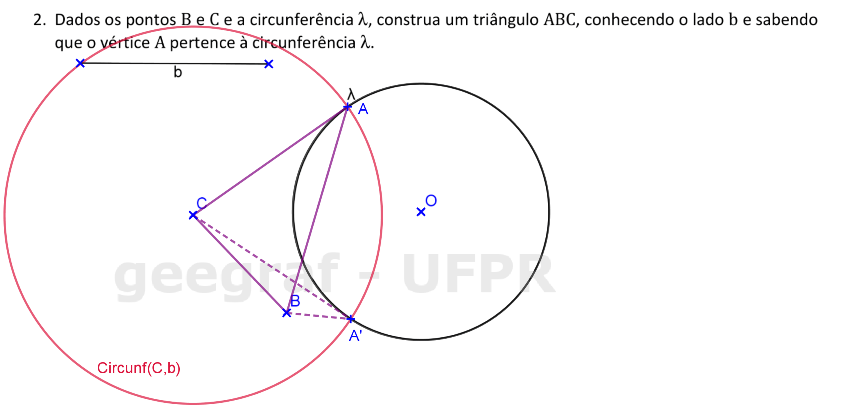 2. Dados os pontos B e C e a circunferência λ, construa um triângulo ABC, conhecendo o lado b e sabendo
que o vértice A pertence à circunferência λ.
b
λ
A
C
O
geegraf - UFPR
B
A'
Circunf(C,b)